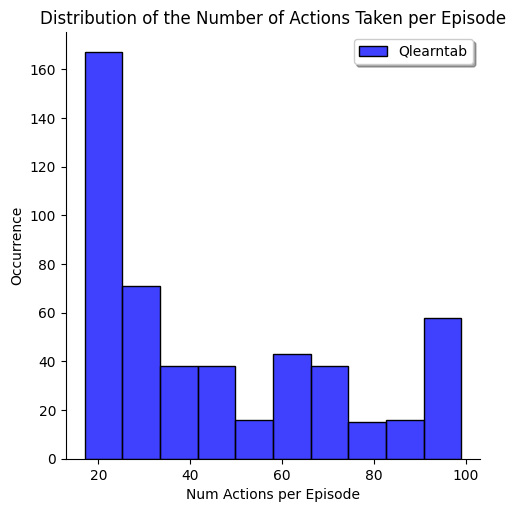 Distribution of the Number of Actions Taken per Episode
Qlearntab
Occurrence
160
140
120
100
80
60
40
20
0
20 40 60 80 100
Num Actions per Episode